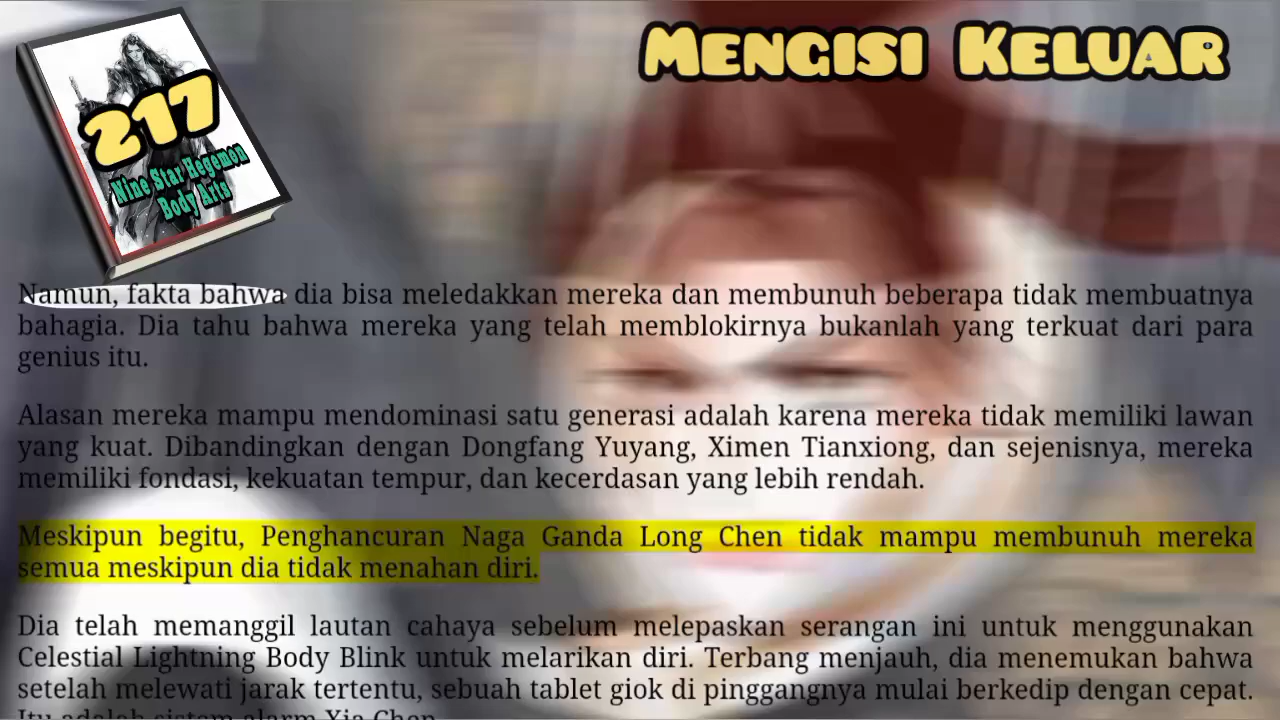 MENGISI KELUAR
217
Nine Star Hegemon
Body Arts
Namun, fakta bahwa dia bisa meledakkan mereka dan membunuh beberapa tidak membuatnya
bahagia. Dia tahu bahwa mereka yang telah memblokirnya bukanlah yang terkuat dari para
genius itu.
Alasan mereka mampu mendominasi satu generasi adalah karena mereka tidak memiliki lawan
yang kuat. Dibandingkan dengan Dongfang Yuyang, Ximen Tianxiong, dan sejenisnya, mereka
memiliki fondasi, kekuatan tempur, dan kecerdasan yang lebih rendah.
Meskipun begitu, Penghancuran Naga Ganda Long Chen tidak mampu membunuh mereka
semua meskipun dia tidak menahan diri.
Dia telah memanggil lautan cahaya sebelum melepaskan serangan ini untuk menggunakan
Celestial Lightning Body Blink untuk melarikan diri. Terbang menjauh, dia menemukan bahwa
setelah melewati jarak tertentu, sebuah tablet giok di pinggangnya mulai berkedip dengan cepat.
Itu adalah sistem alarm Xia Chen